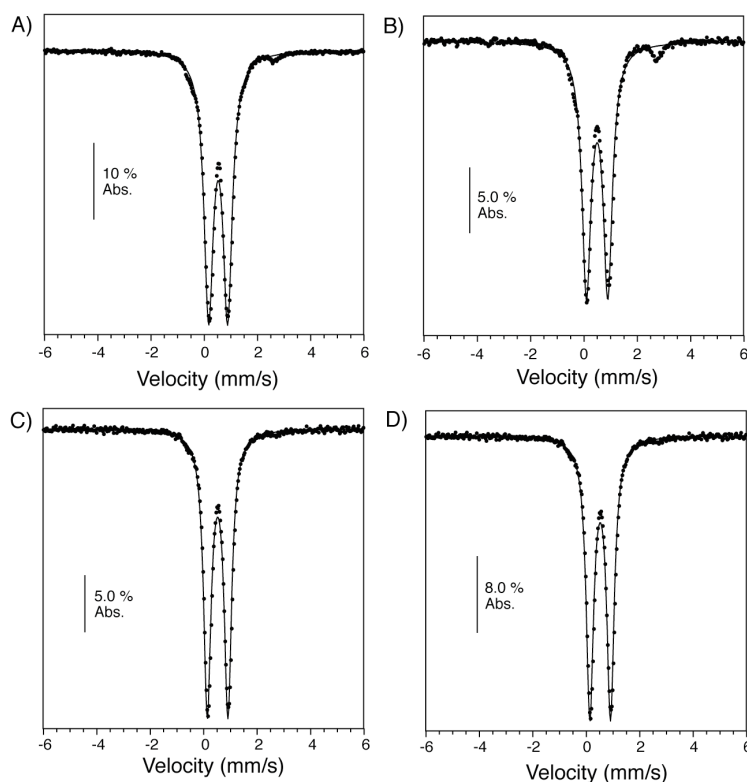 A)
10 %
Abs.
-6 -4 -2 0 2 4 6
Velocity (mm/s)
B)
5.0 %
Abs.
-6 -4 -2 0 2 4 6
Velocity (mm/s)
C)
5.0 %
Abs.
-6 -4 -2 0 2 4 6
Velocity (mm/s)
D)
8.0 %
Abs.
-6 -4 -2 0 2 4 6
Velocity (mm/s)